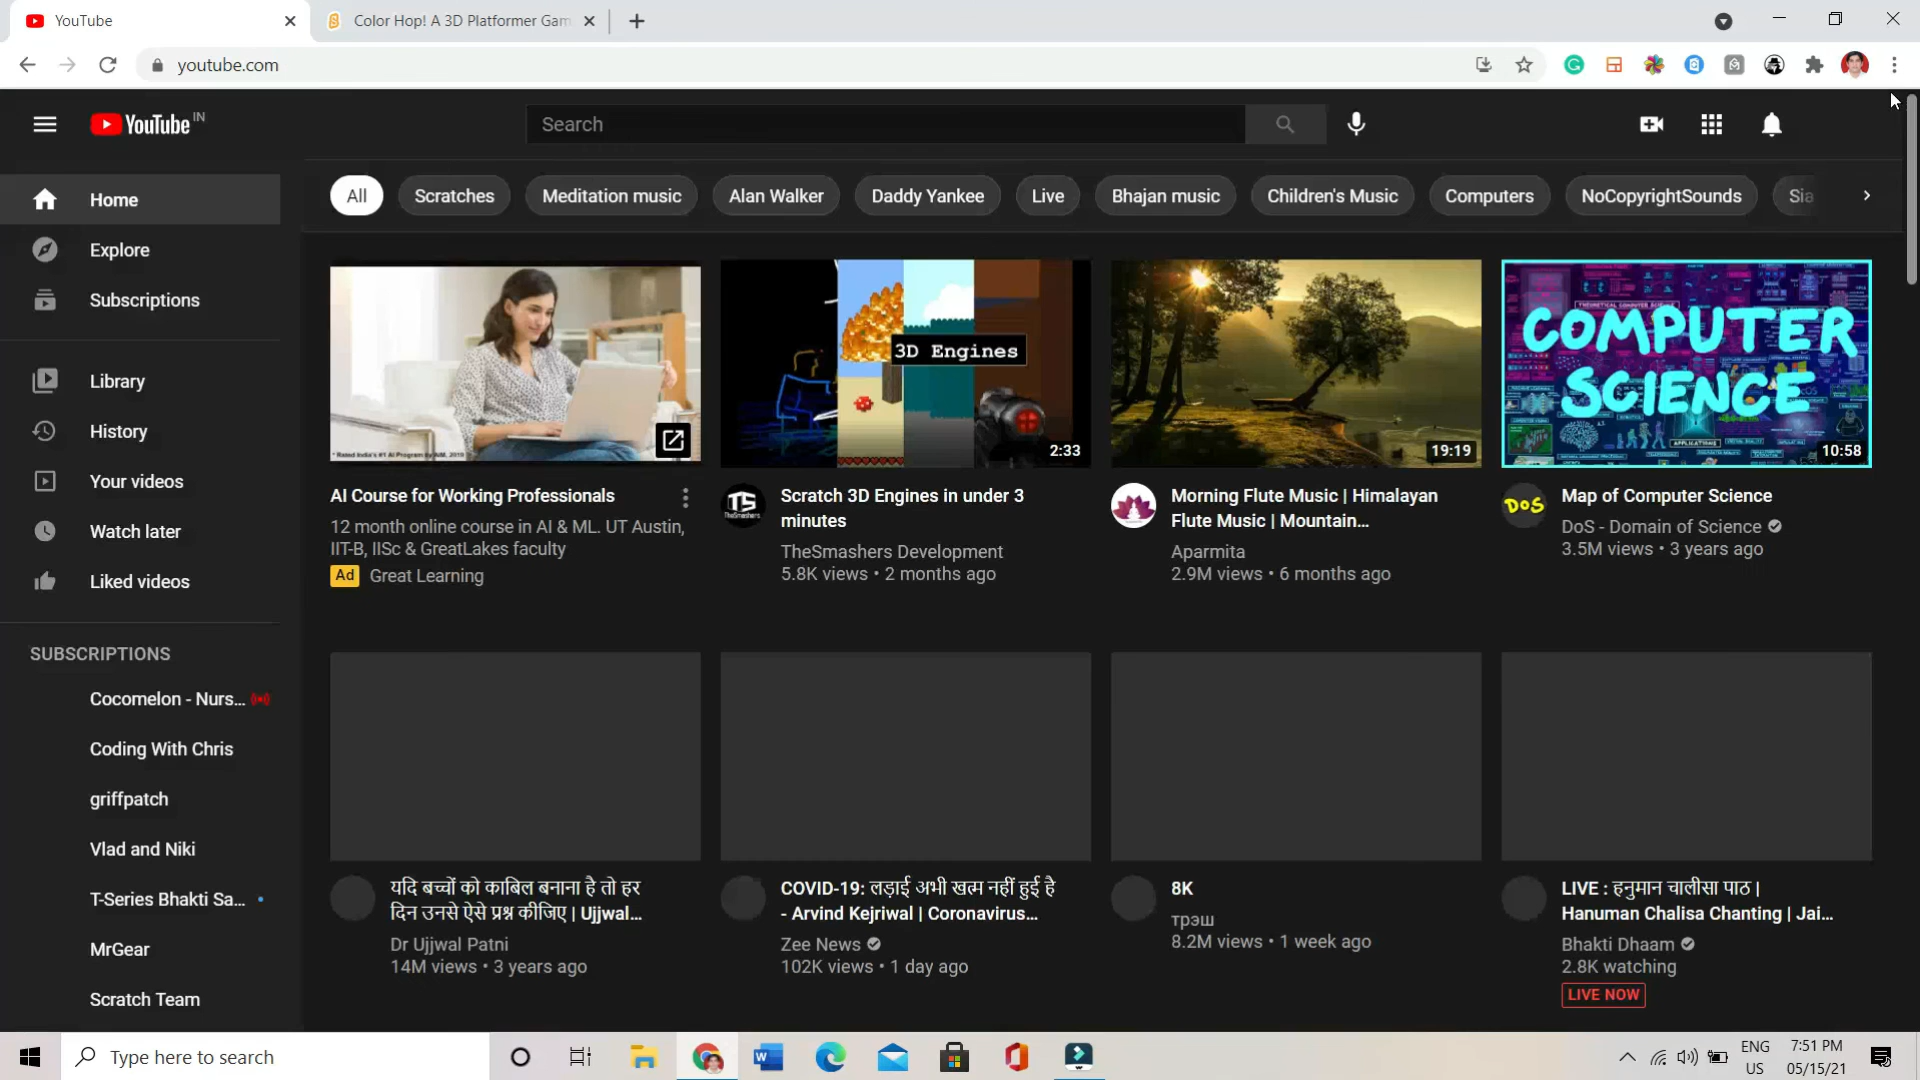 YouTube
Color Hop! A 3D Platformer Gam
youtube.com
YouTube IN
Search
Home
Explore
Subscriptions
Library
History
Your videos
Watch later
Liked videos
SUBSCRIPTIONS
Cocomelon - Nurs...
Coding With Chris
griffpatch
Vlad and Niki
T-Series Bhakti Sa...
MrGear
Scratch Team
All
Scratches
Meditation music
Alan Walker
Daddy Yankee
Live
Bhajan music
Children's Music
Computers
NoCopyrightSounds
Sia
AI Course for Working Professionals
12 month online course in AI & ML. UT Austin,
IIT-B, IISc & GreatLakes faculty
Ad Great Learning
3D Engines
2:33
TS
Scratch 3D Engines in under 3
minutes
TheSmashers Development
5.8K views • 2 months ago
19:19
Morning Flute Music | Himalayan
Flute Music | Mountain...
Aparmita
2.9M views • 6 months ago
COMPUTER
SCIENCE
10:58
DoS
Map of Computer Science
DoS - Domain of Science
3.5M views • 3 years ago
यदि बच्चों को काबिल बनाना है तो हर
दिन उनसे ऐसे प्रश्न कीजिए | Ujjwal...
Dr Ujjwal Patni
14M views • 3 years ago
COVID-19: लड़ाई अभी खत्म नहीं हुई है
- Arvind Kejriwal | Coronavirus...
Zee News
102K views • 1 day ago
8K
трэш
8.2M views • 1 week ago
LIVE : हनुमान चालीसा पाठ |
Hanuman Chalisa Chanting | Jai...
Bhakti Dhaam
2.8K watching
LIVE NOW
Type here to search
ENG
US
7:51 PM
05/15/21